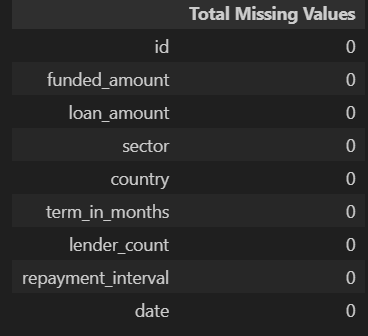 Total Missing Values
id 0
funded_amount 0
loan_amount 0
sector 0
country 0
term_in_months 0
lender_count 0
repayment_interval 0
date 0